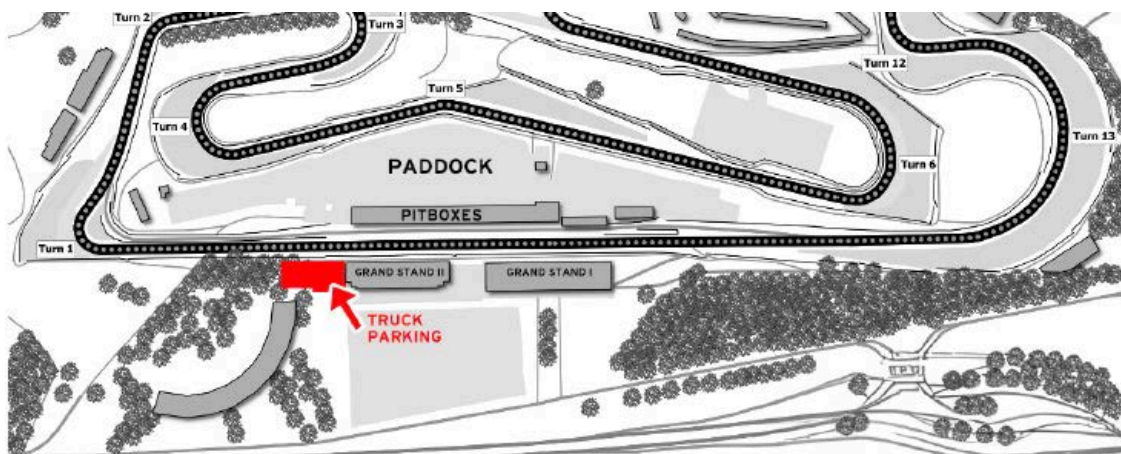 Turn 2
Turn 3
Turn 12
Turn 5
Turn 4
Turn 13
Turn 6
PADDOCK
PITBOXES
Turn 1
GRAND STAND II
GRAND STAND I
TRUCK
PARKING